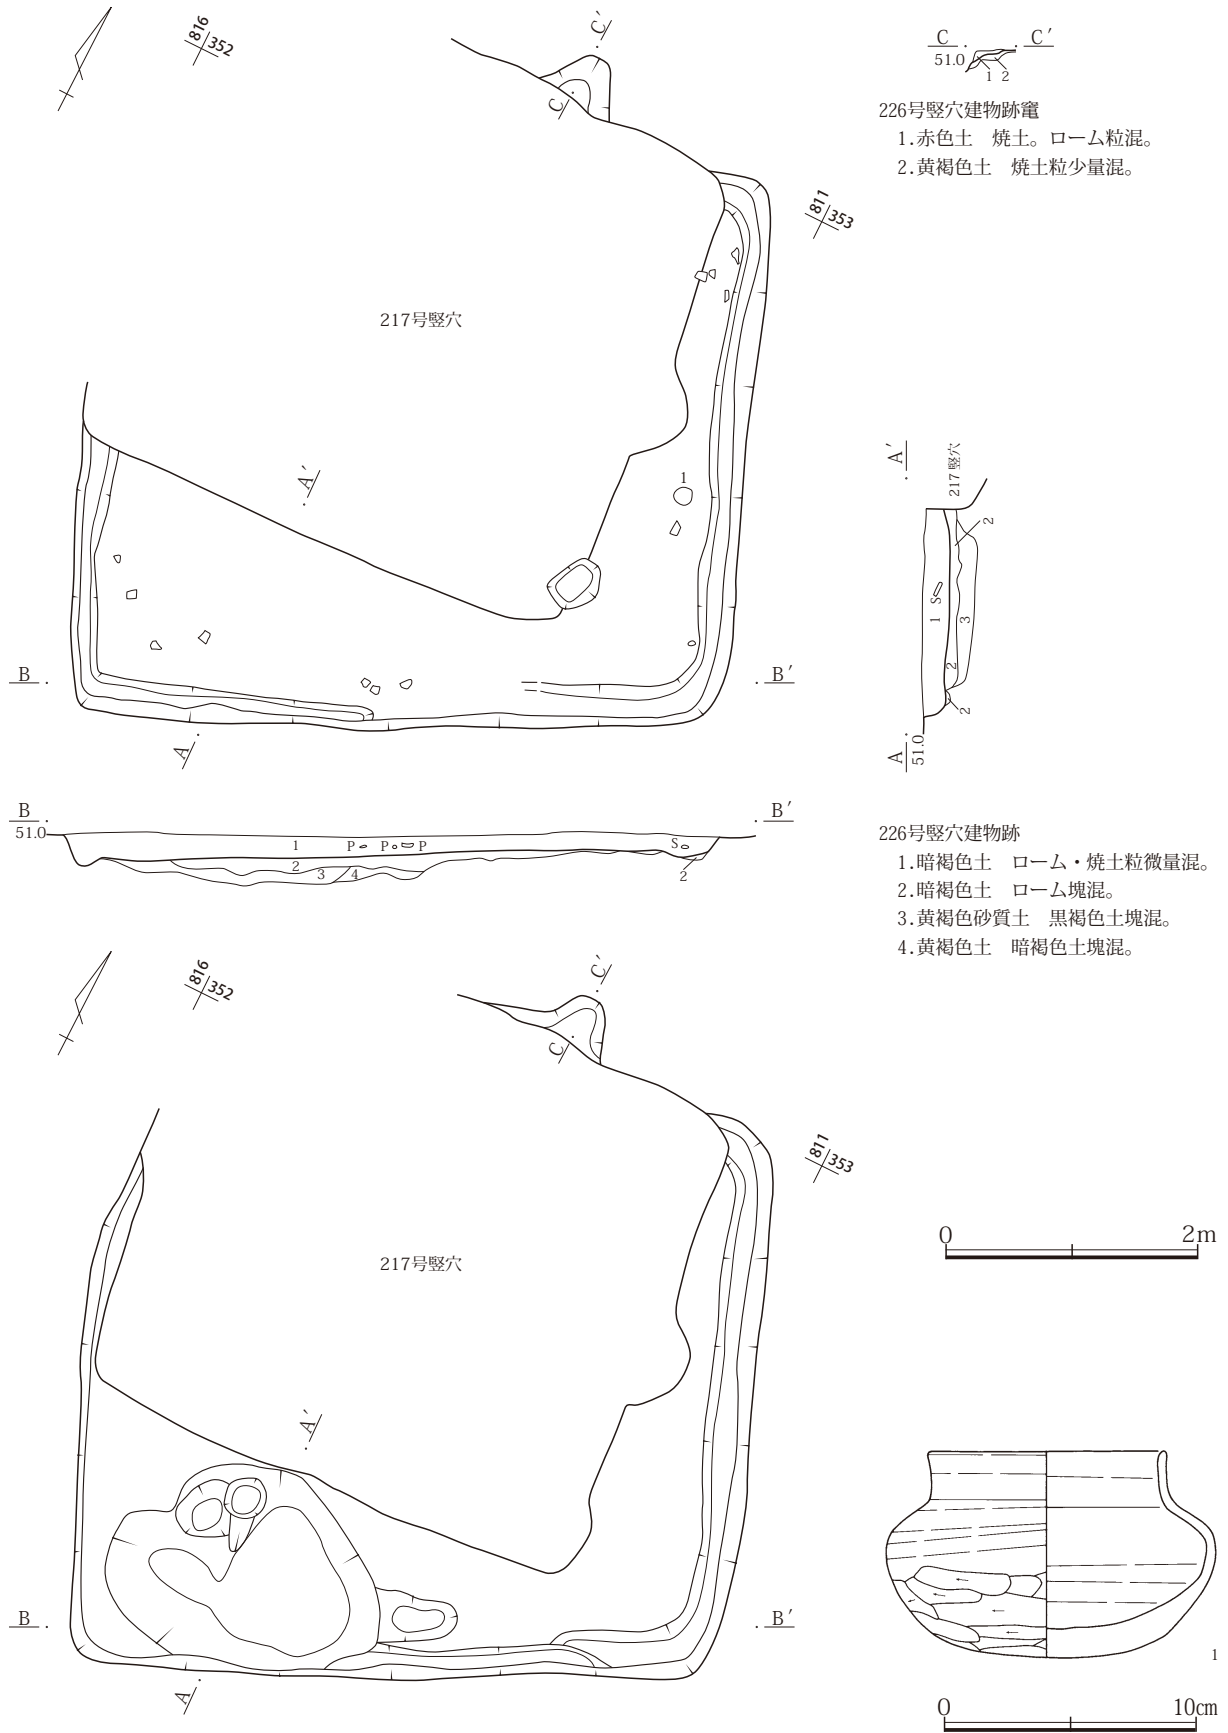 816
352
C′
C
811
353
217号竪穴
A′
1
B
B′
A
C
C′
51.0
1 2
226号竪穴建物跡竈
1.赤色土　焼土。ローム粒混。
2.黄褐色土　焼土粒少量混。
A′
217 竪穴
2
S
1
3
2
2
A
51.0
B
B′
51.0
1
P
P
P
S
2
3
4
2
226号竪穴建物跡
1.暗褐色土　ローム・焼土粒微量混。
2.暗褐色土　ローム塊混。
3.黄褐色砂質土　黒褐色土塊混。
4.黄褐色土　暗褐色土塊混。
816
352
C′
C
811
353
217号竪穴
A′
B
B′
A
0
2m
1
0
10cm